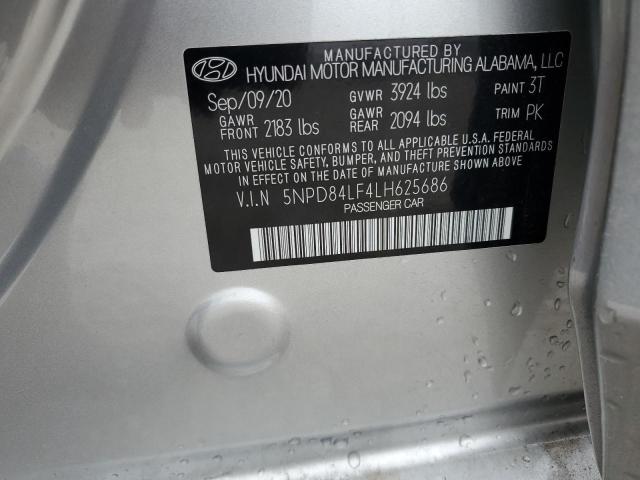 MANUFACTURED BY
HYUNDAI MOTOR MANUFACTURING ALABAMA, LLC
Sep/09/20 GVWR 3924 lbs PAINT 3T
GAWR FRONT 2183 lbs GAWR REAR 2094 lbs TRIM PK
THIS VEHICLE CONFORMS TO ALL APPLICABLE U.S.A. FEDERAL
MOTOR VEHICLE SAFETY, BUMPER, AND THEFT PREVENTION STANDARDS
IN EFFECT ON THE DATE OF MANUFACTURE SHOWN ABOVE
V.I.N 5NPD84LF4LH625686
PASSENGER CAR